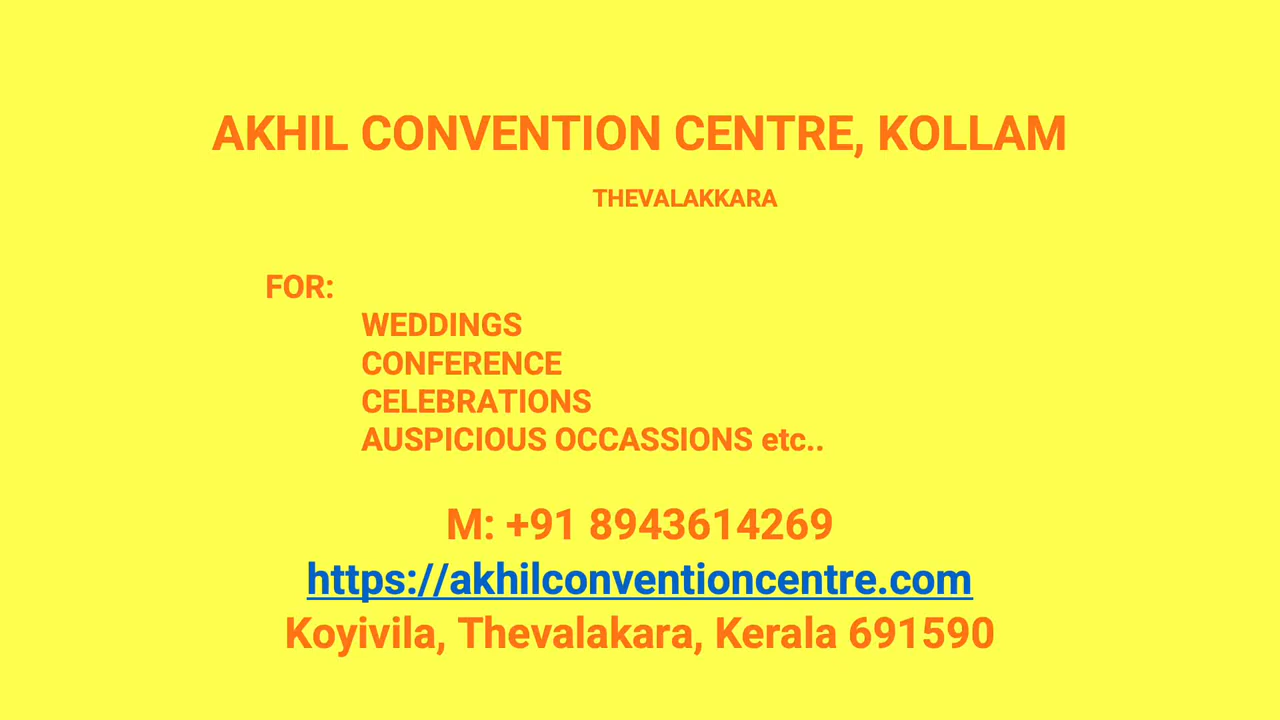 AKHIL CONVENTION CENTRE, KOLLAM
THEVALAKKARA
FOR:
WEDDINGS
CONFERENCE
CELEBRATIONS
AUSPICIOUS OCCASSIONS etc..
M: +91 8943614269
https://akhilconventioncentre.com
Koyivila, Thevalakara, Kerala 691590